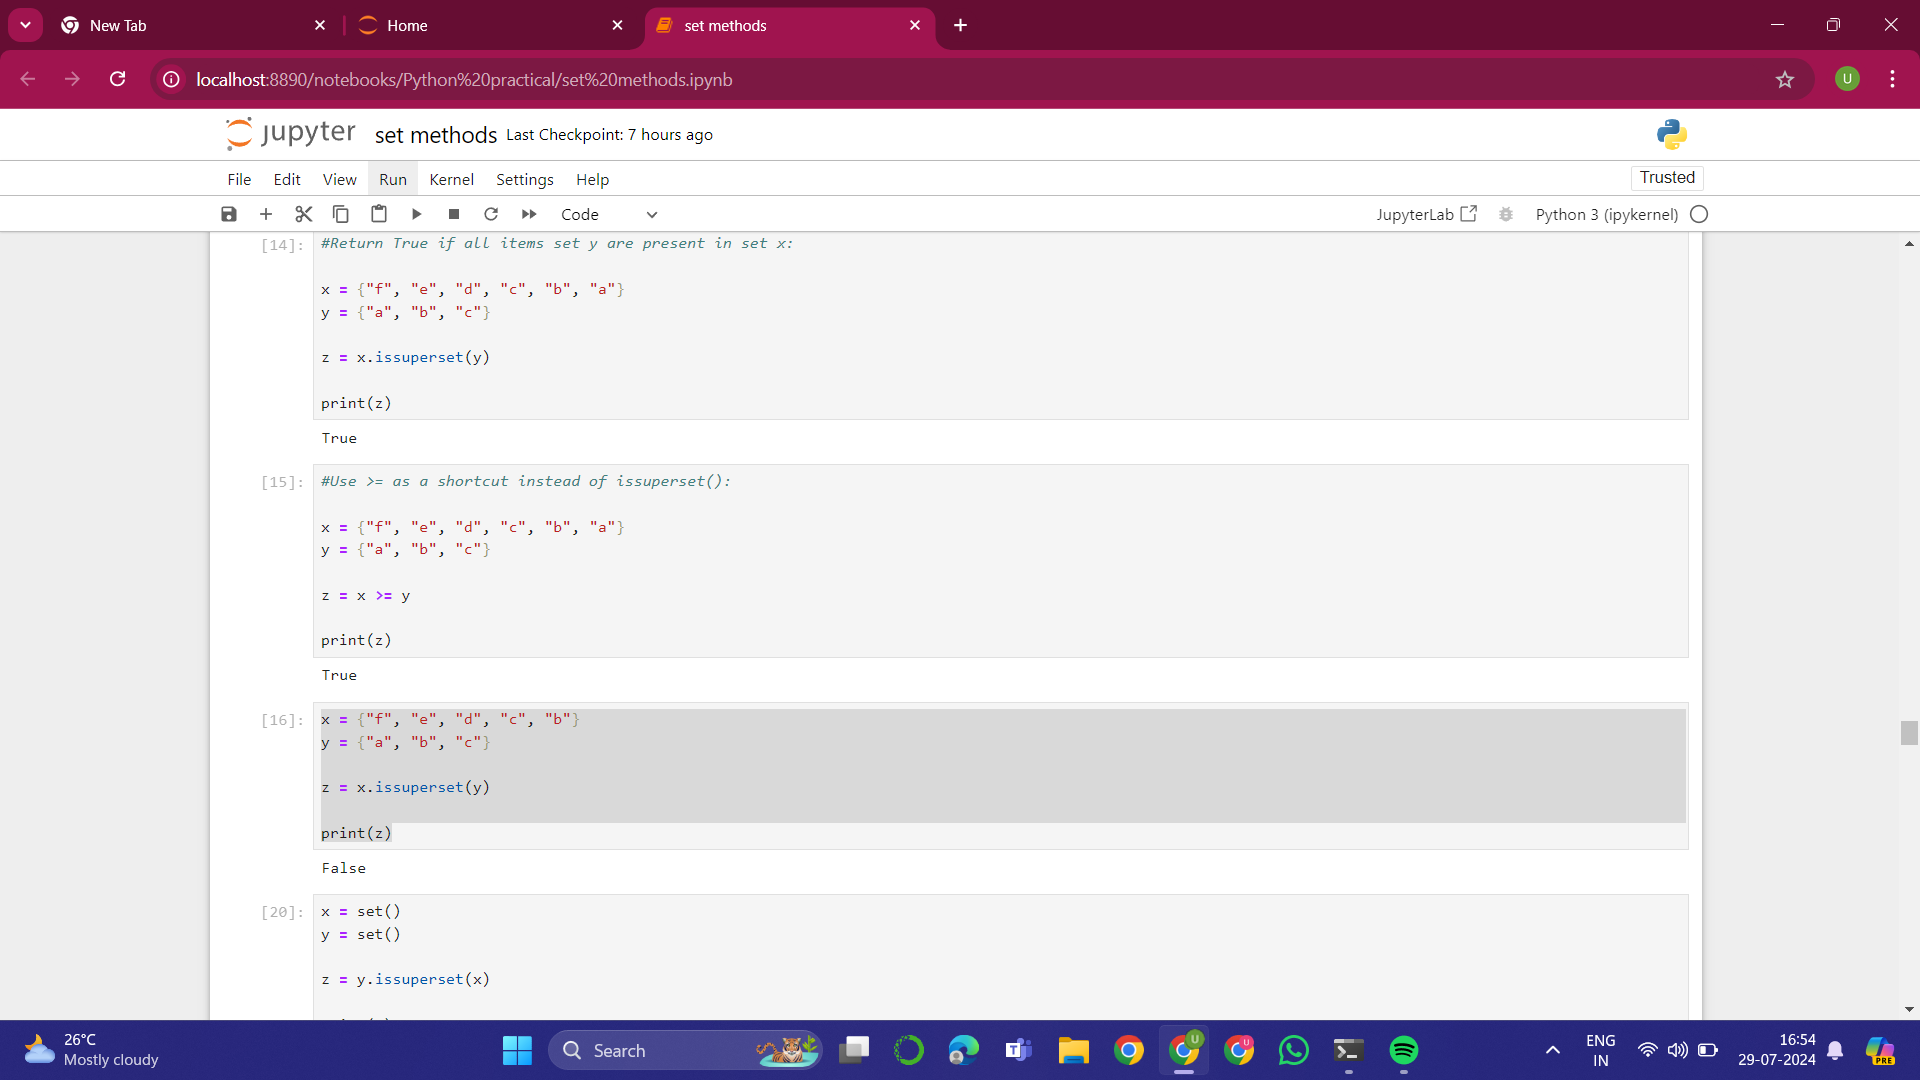 New Tab
Home
set methods
localhost:8890/notebooks/Python%20practical/set%20methods.ipynb
U
jupyter set methods Last Checkpoint: 7 hours ago
File Edit View Run Kernel Settings Help
Trusted
Code
JupyterLab
Python 3 (ipykernel)
[14]: #Return True if all items set y are present in set x:
x = {"f", "e", "d", "c", "b", "a"}
y = {"a", "b", "c"}
z = x.issuperset(y)
print(z)
True
[15]: #Use >= as a shortcut instead of issuperset():
x = {"f", "e", "d", "c", "b", "a"}
y = {"a", "b", "c"}
z = x >= y
print(z)
True
[16]: x = {"f", "e", "d", "c", "b"}
y = {"a", "b", "c"}
z = x.issuperset(y)
print(z)
False
[20]: x = set()
y = set()
z = y.issuperset(x)
26°C
Mostly cloudy
Search
U
U
ENG
IN
16:54
29-07-2024
PRE